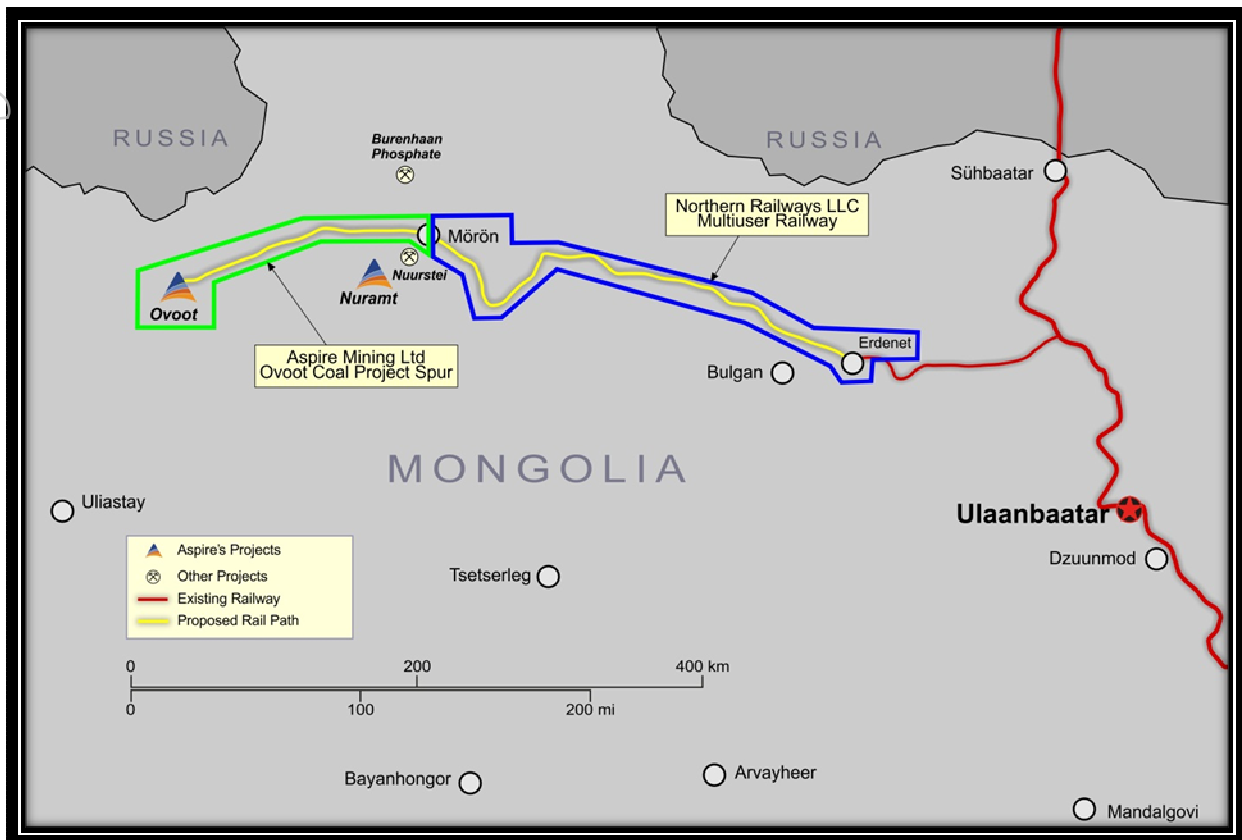 RUSSIA
RUSSIA
Burenhaan
Phosphate
Sühbaatar
Northern Railways LLC
Multiuser Railway
Mörön
Nuurstei
Nuramt
Ovoot
Aspire Mining Ltd
Ovoot Coal Project Spur
Erdenet
Bulgan
MONGOLIA
Uliastay
Ulaanbaatar
Dzuunmod
Tsetserleg
Aspire's Projects
Other Projects
Existing Railway
Proposed Rail Path
0 200 400 km
0 100 200 mi
Bayanhongor
Arvayheer
Mandalgovi